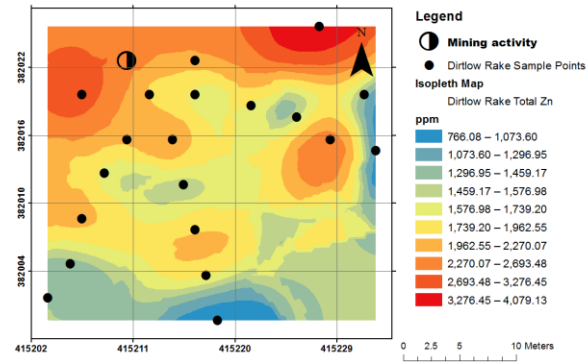 N
382022
382016
382010
382004
415202 415211 415220 415229
Legend
Mining activity
Dirtlow Rake Sample Points
Isopleth Map
Dirtlow Rake Total Zn
ppm
766.08 – 1,073.60
1,073.60 – 1,296.95
1,296.95 – 1,459.17
1,459.17 – 1,576.98
1,576.98 – 1,739.20
1,739.20 – 1,962.55
1,962.55 – 2,270.07
2,270.07 – 2,693.48
2,693.48 – 3,276.45
3,276.45 – 4,079.13
0 2.5 5 10 Meters